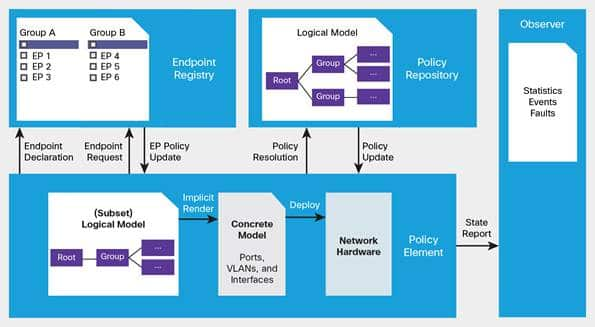 Group A
Group B
EP 1
EP 2
EP 3
EP 4
EP 5
EP 6
Endpoint
Registry
Logical Model
Root
Group
...
...
Group
...
Policy
Repository
Observer
Statistics
Events
Faults
Endpoint
Declaration
Endpoint
Request
EP Policy
Update
Policy
Resolution
Policy
Update
(Subset)
Logical Model
Root
Group
...
...
Implicit
Render
Concrete
Model
Ports,
VLANs, and
Interfaces
Deploy
Network
Hardware
Policy
Element
State
Report